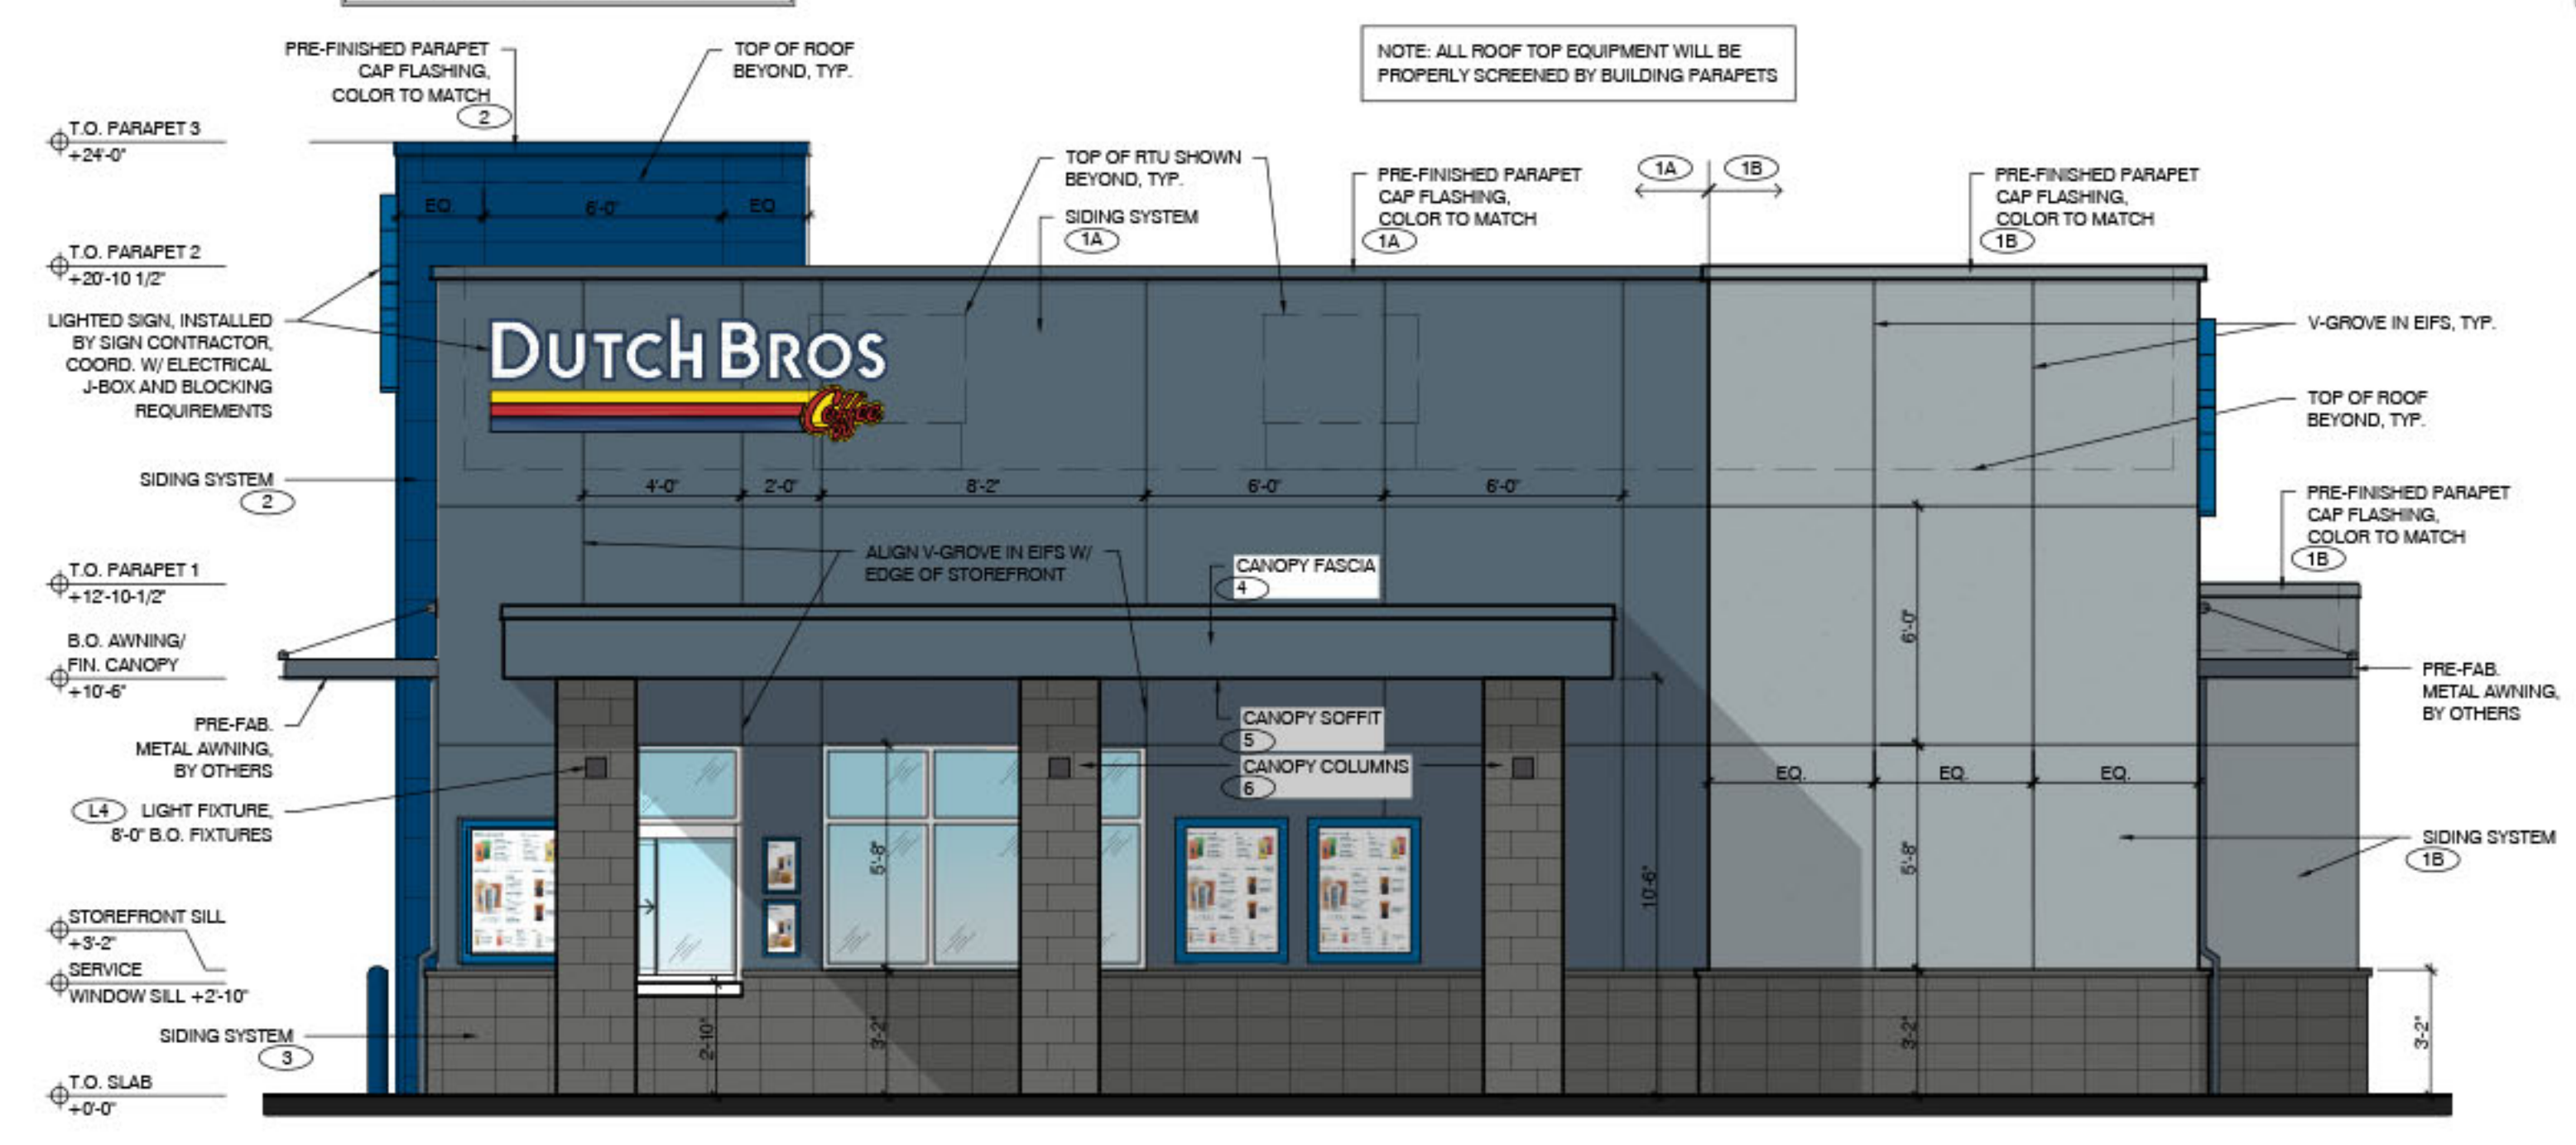 PRE-FINISHED PARAPET
CAP FLASHING,
COLOR TO MATCH
2
TOP OF ROOF
BEYOND, TYP.
NOTE: ALL ROOF TOP EQUIPMENT WILL BE
PROPERLY SCREENED BY BUILDING PARAPETS
T.O. PARAPET 3
+24'-0"
TOP OF RTU SHOWN
BEYOND, TYP.
SIDING SYSTEM
1A
PRE-FINISHED PARAPET
CAP FLASHING,
COLOR TO MATCH
1A
1A
1B
PRE-FINISHED PARAPET
CAP FLASHING,
COLOR TO MATCH
1B
EQ.
6'-0"
EQ.
T.O. PARAPET 2
+20'-10 1/2"
LIGHTED SIGN, INSTALLED
BY SIGN CONTRACTOR,
COORD. W/ ELECTRICAL
J-BOX AND BLOCKING
REQUIREMENTS
DUTCH BROS
Coffee
V-GROVE IN EIFS, TYP.
TOP OF ROOF
BEYOND, TYP.
SIDING SYSTEM
2
4'-0"
2'-0"
8'-2"
6'-0"
6'-0"
PRE-FINISHED PARAPET
CAP FLASHING,
COLOR TO MATCH
1B
ALIGN V-GROVE IN EIFS W/
EDGE OF STOREFRONT
CANOPY FASCIA
4
T.O. PARAPET 1
+12'-10-1/2"
6'-0"
B.O. AWNING/
FIN. CANOPY
+10'-6"
PRE-FAB.
METAL AWNING,
BY OTHERS
PRE-FAB.
METAL AWNING,
BY OTHERS
CANOPY SOFFIT
5
CANOPY COLUMNS
6
EQ.
EQ.
EQ.
L4
LIGHT FIXTURE,
8'-0" B.O. FIXTURES
5'-8"
10'-6"
5'-8"
SIDING SYSTEM
1B
STOREFRONT SILL
+3'-2"
SERVICE
WINDOW SILL +2'-10"
SIDING SYSTEM
3
2'-10"
3'-2"
3'-2"
3'-2"
T.O. SLAB
+0'-0"